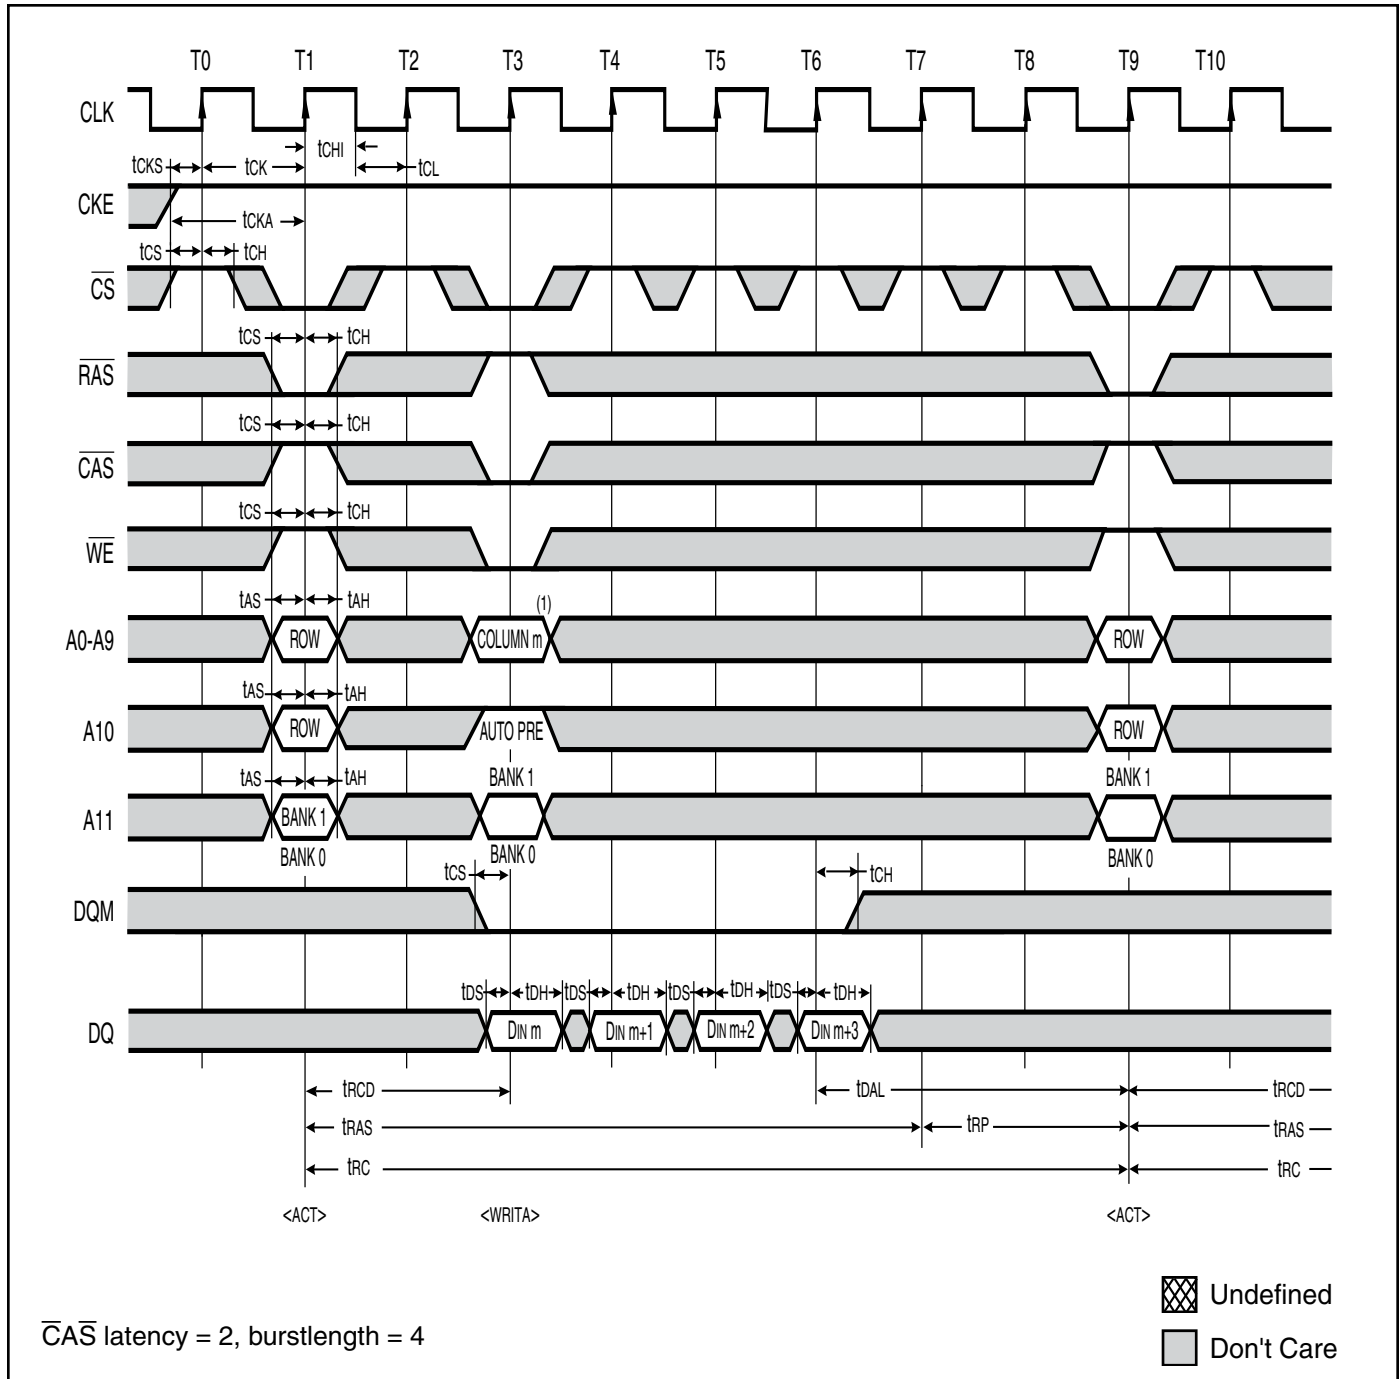 T0 T1 T2 T3 T4 T5 T6 T7 T8 T9 T10
CLK
tCHI
tCKS tCK tCL
CKE
tCKA
tCS tCH
CS
tCS tCH
RAS
tCS tCH
CAS
tCS tCH
WE
tAS tAH (1)
A0-A9 ROW COLUMN m ROW
tAS tAH
A10 ROW AUTO PRE ROW
tAS tAH BANK 1 BANK 1
A11 BANK 1
BANK 0 BANK 0 BANK 0
tCS tCH
DQM
tDS tDH tDS tDH tDS tDH tDS tDH
DQ DIN m DIN m+1 DIN m+2 DIN m+3
tRCD tDAL tRCD
tRAS tRP tRAS
tRC tRC
<ACT> <WRITA> <ACT>
Undefined
CAS latency = 2, burstlength = 4
Don't Care